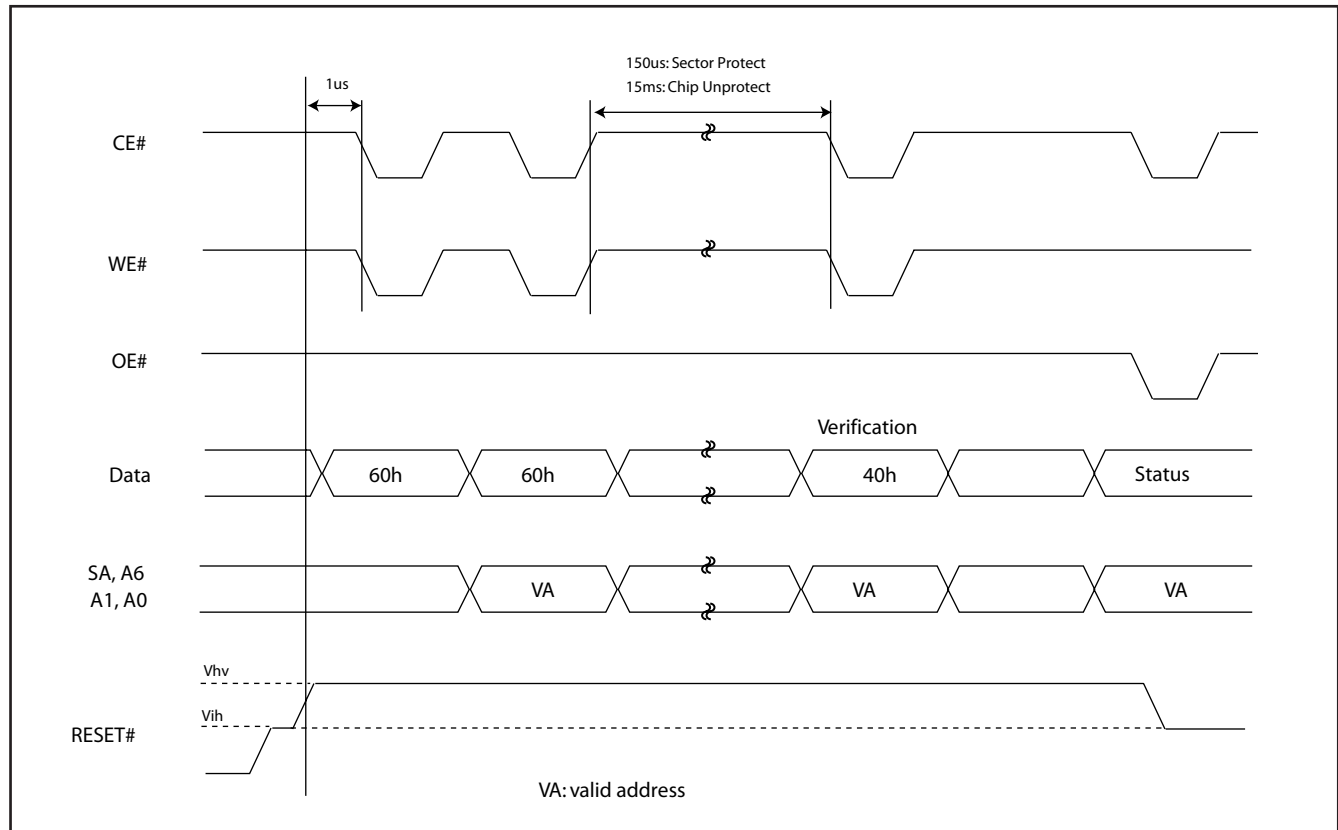 150us: Sector Protect
1us
15ms: Chip Unprotect
CE#
WE#
OE#
Verification
Data
60h
60h
40h
Status
SA, A6
A1, A0
VA
VA
VA
Vhv
Vih
RESET#
VA: valid address